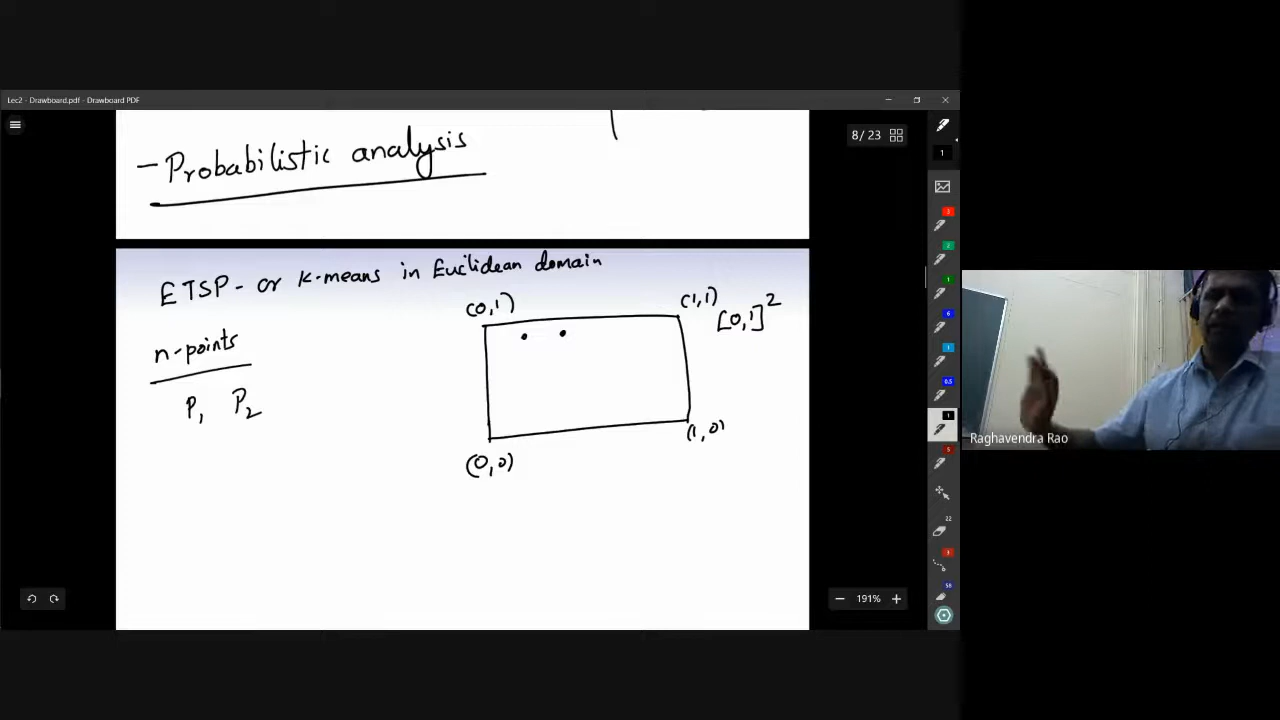 Lec2 - Drawboard.pdf - Drawboard PDF
8/23
- Probabilistic analysis
1
ETSP - or K-means in Euclidean domain
(0,1)
(1,1)
[0,1]²
n-points
P₁ P₂
(1,0)
(0,0)
Raghavendra Rao
191%